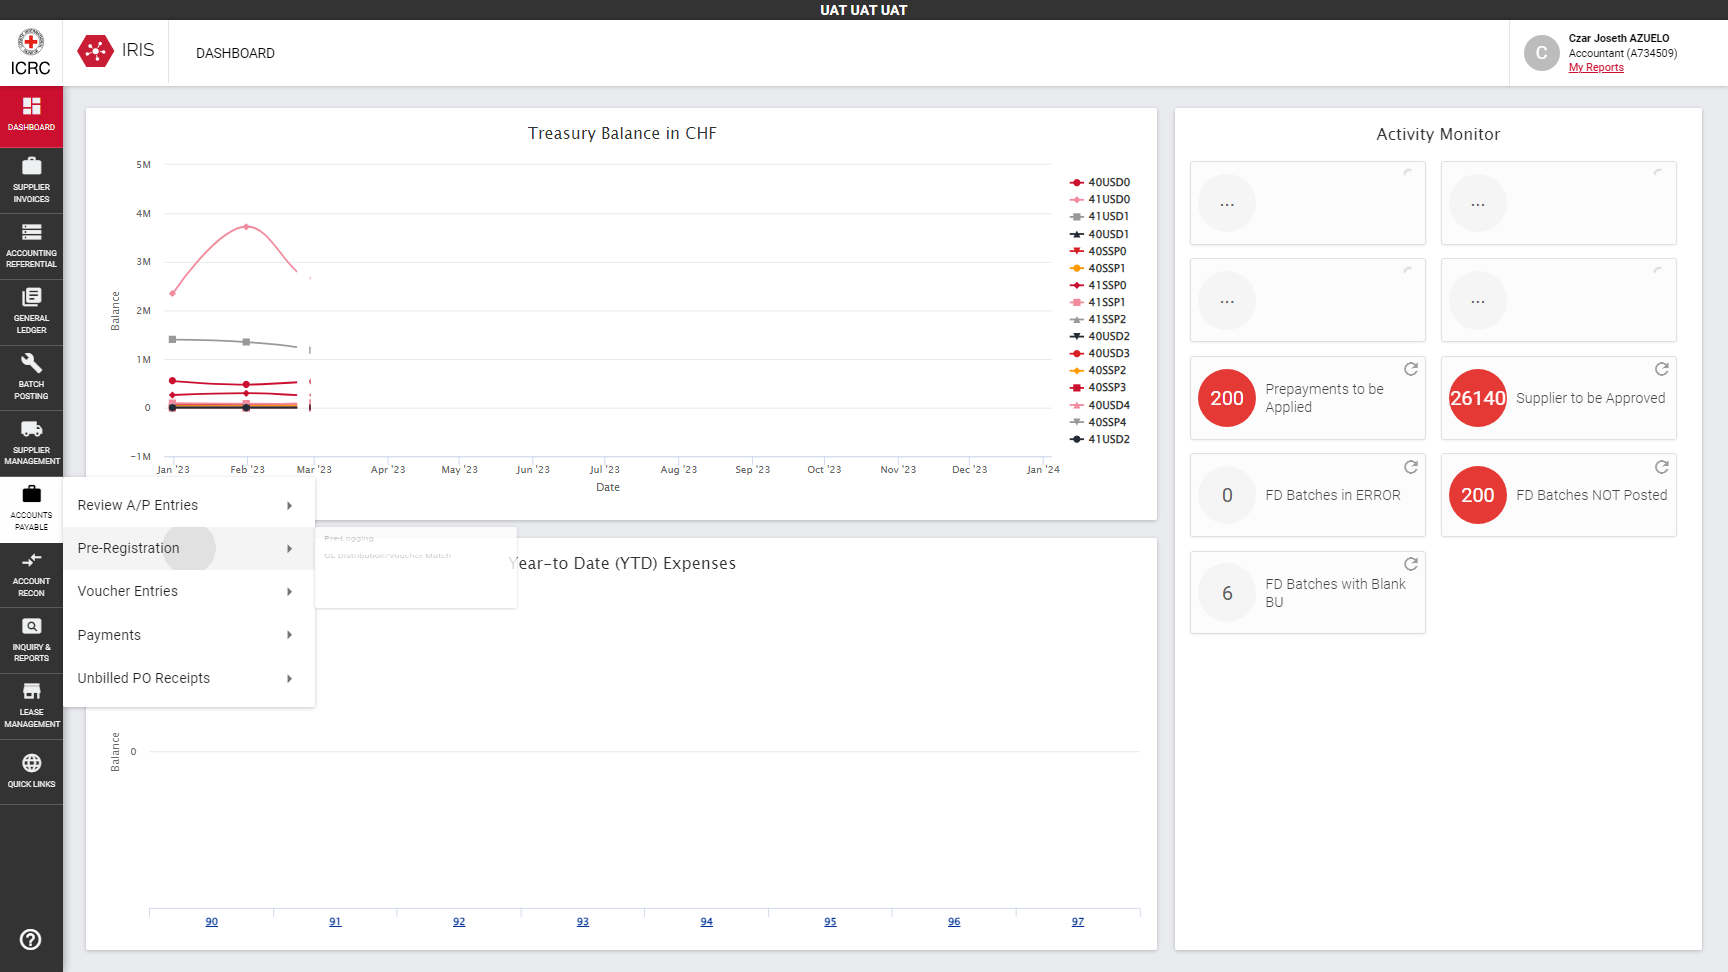 UAT UAT UAT
ICRC
IRIS
DASHBOARD
C
Czar Joseth AZUELO
Accountant (A734509)
My Reports
DASHBOARD
SUPPLIER
INVOICES
ACCOUNTING
REFERENTIAL
GENERAL
LEDGER
BATCH
POSTING
SUPPLIER
MANAGEMENT
ACCOUNTS
PAYABLE
ACCOUNT
RECON
INQUIRY &
REPORTS
LEASE
MANAGEMENT
QUICK LINKS
Treasury Balance in CHF
5M
4M
3M
2M
1M
0
-1M
Balance
Jan '23
Feb '23
Mar '23
Apr '23
May '23
Jun '23
Jul '23
Aug '23
Sep '23
Oct '23
Nov '23
Dec '23
Jan '24
Date
40USD0
41USD0
41USD1
40USD1
40SSP0
40SSP1
41SSP0
41SSP1
41SSP2
40USD2
40USD3
40SSP2
40SSP3
40USD4
40SSP4
41USD2
Review A/P Entries
Pre-Registration
Voucher Entries
Payments
Unbilled PO Receipts
Pre-Logging
GL Distribution/Voucher Match
Year-to Date (YTD) Expenses
Balance
0
90
91
92
93
94
95
96
97
Activity Monitor
...
...
...
...
200
Prepayments to be
Applied
26140
Supplier to be Approved
0
FD Batches in ERROR
200
FD Batches NOT Posted
6
FD Batches with Blank
BU